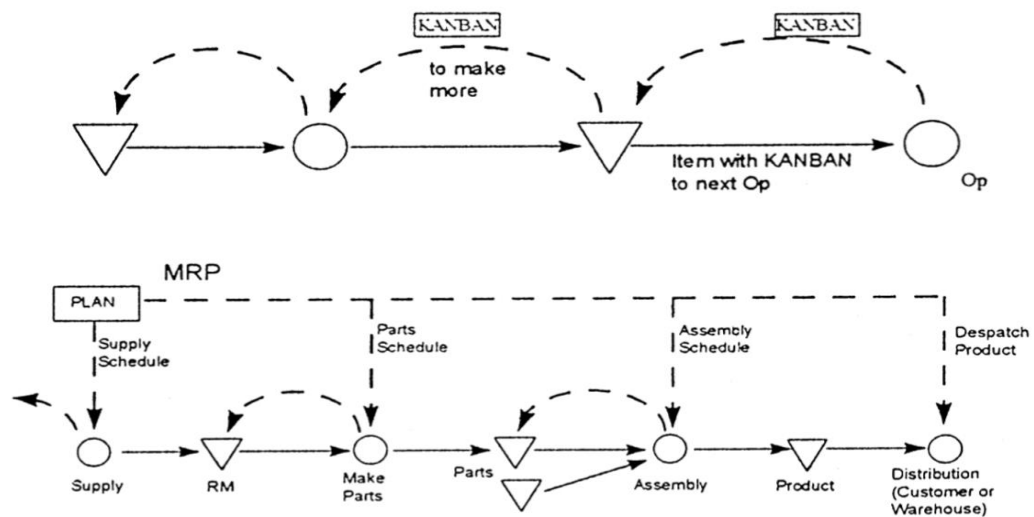 KANBAN
KANBAN
to make
more
Item with KANBAN
to next Op
Op
MRP
PLAN
Supply
Schedule
Parts
Schedule
Assembly
Schedule
Despatch
Product
Supply
RM
Make
Parts
Parts
Assembly
Product
Distribution
(Customer or
Warehouse)